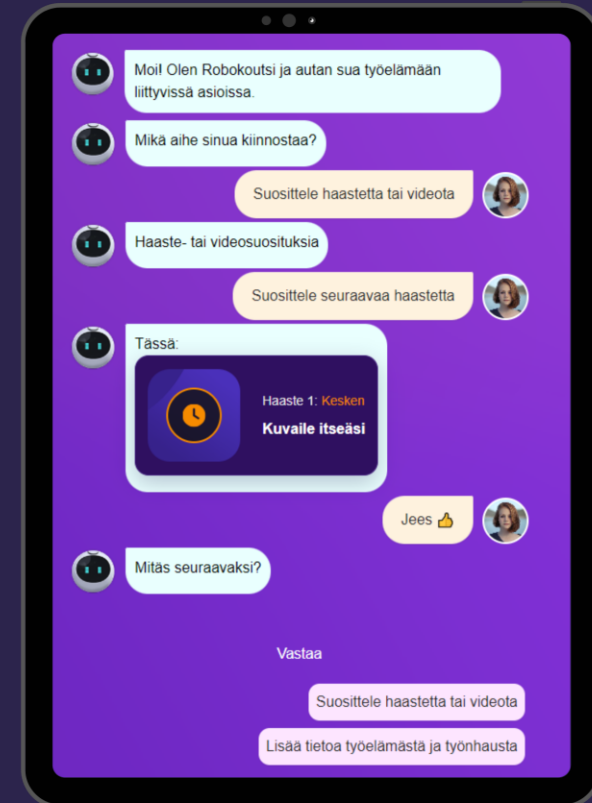 Moi! Olen Robokoutsi ja autan sua työelämään
liittyvissä asioissa.
Mikä aihe sinua kiinnostaa?
Suosittele haastetta tai videota
Haaste- tai videosuosituksia
Suosittele seuraavaa haastetta
Tässä:
Haaste 1: Kesken
Kuvaile itseäsi
Jees 👍
Mitäs seuraavaksi?
Vastaa
Suosittele haastetta tai videota
Lisää tietoa työelämästä ja työnhausta